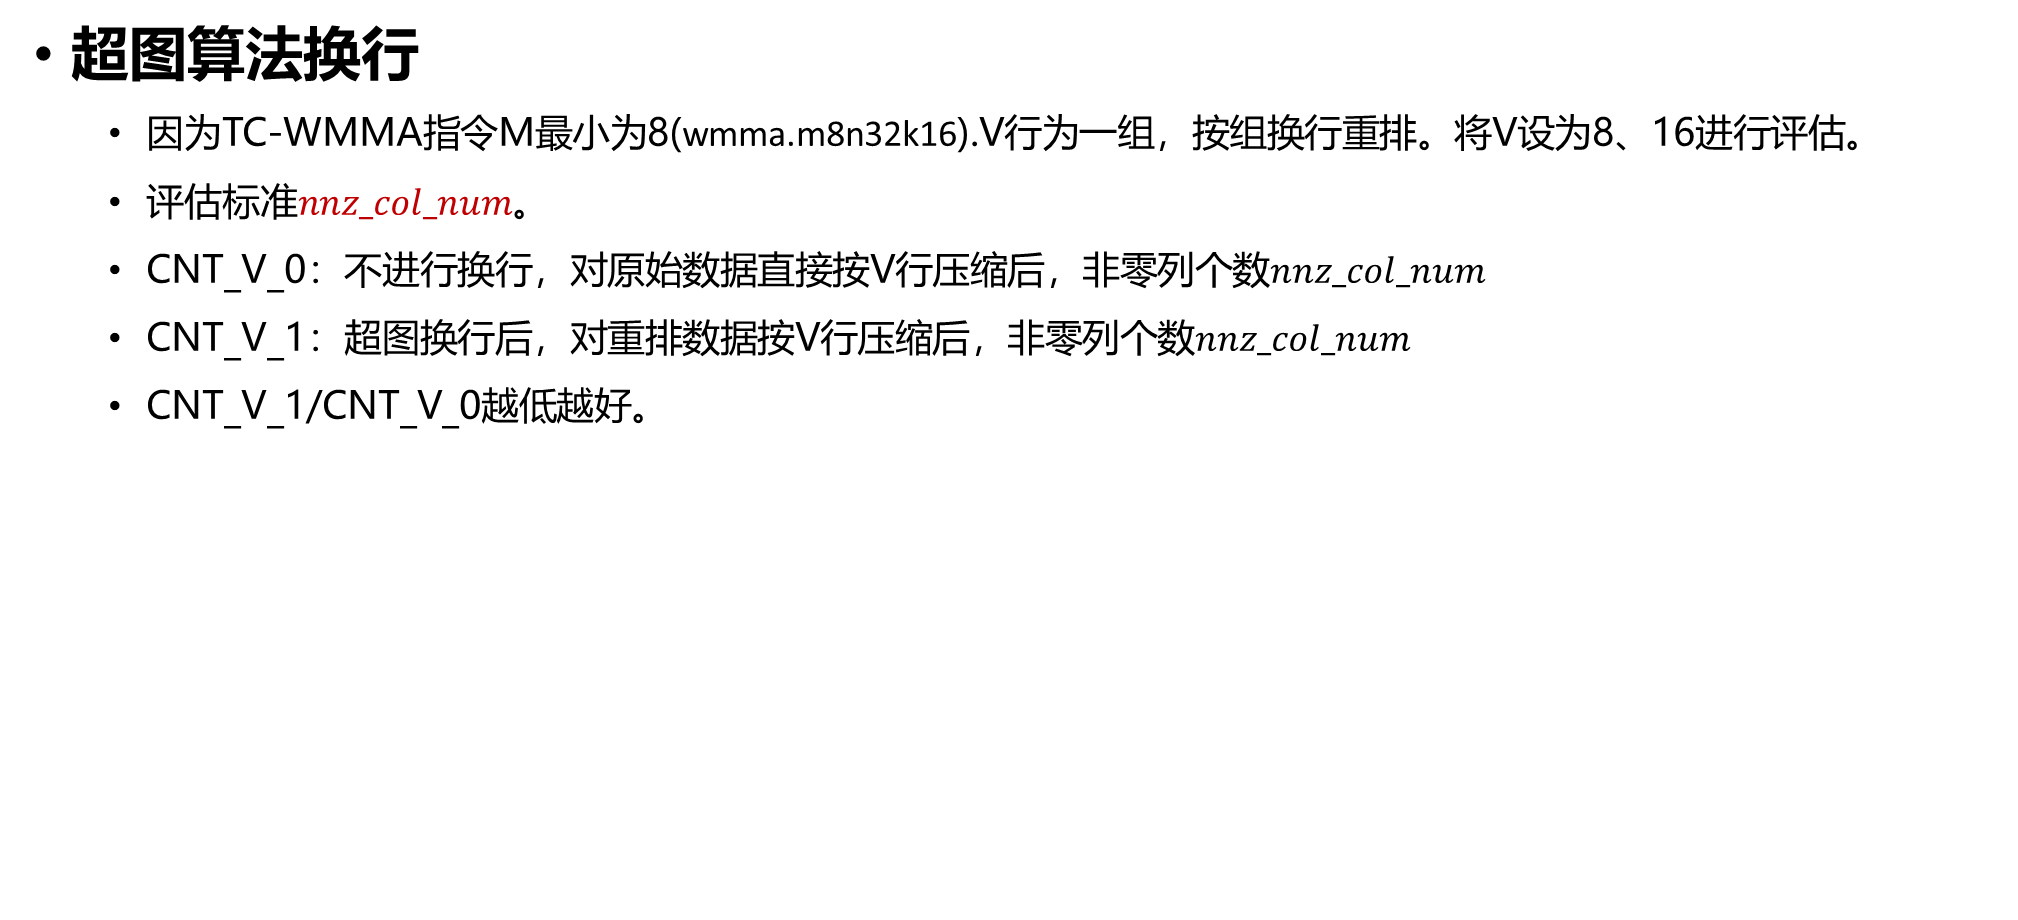 • 超图算法换行
• 因为TC-WMMA指令M最小为8(wmma.m8n32k16).V行为一组，按组换行重排。将V设为8、16进行评估。
• 评估标准nnz_col_num。
• CNT_V_0：不进行换行，对原始数据直接按V行压缩后，非零列个数nnz_col_num
• CNT_V_1：超图换行后，对重排数据按V行压缩后，非零列个数nnz_col_num
• CNT_V_1/CNT_V_0越低越好。